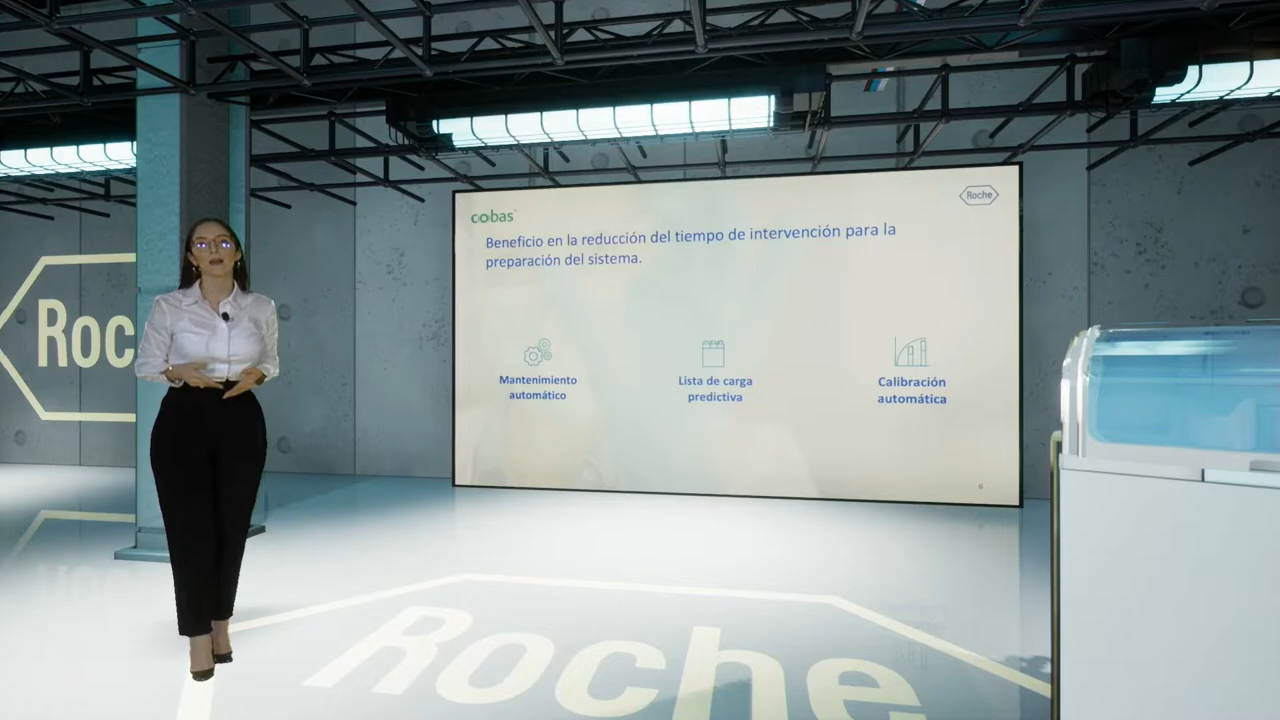 Roc
cobas
Roche
Beneficio en la reducción del tiempo de intervención para la
preparación del sistema.
Mantenimiento
automático
Lista de carga
predictiva
Calibración
automática
6
Roche